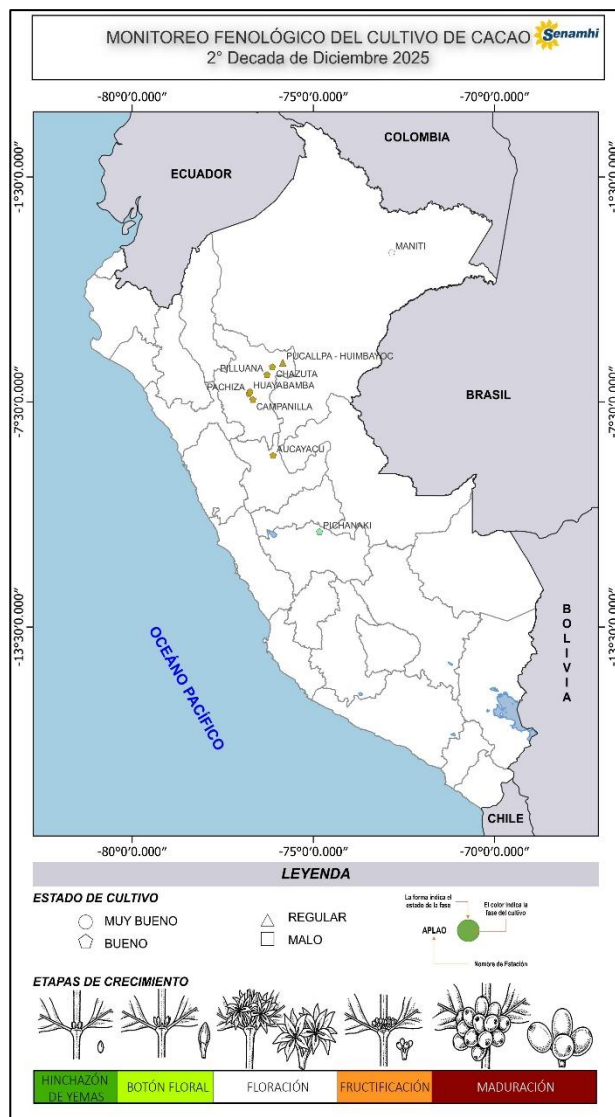 MONITOREO FENOLÓGICO DEL CULTIVO DE CACAO
Senamhi
2° Decada de Diciembre 2025
-80°0'0.000"
-75°0'0.000"
-70°0'0.000"
COLOMBIA
ECUADOR
-1°30'0.000"
-1°30'0.000"
MANITI
PUCALLPA - HUIMBAYOC
PILLUANA
CHAZUTA
PACHIZA
HUAYABAMBA
CAMPANILLA
-7°30'0.000"
-7°30'0.000"
BRASIL
AUCAYACU
PICHANAKI
-13°30'0.000"
-13°30'0.000"
BOLIVIA
OCEÁNO PACÍFICO
CHILE
-80°0'0.000"
-75°0'0.000"
-70°0'0.000"
LEYENDA
ESTADO DE CULTIVO
MUY BUENO
REGULAR
BUENO
MALO
La forma indica el
estado de la fase
El color indica la
fase del cultivo
APLAO
Nombre de Estación
ETAPAS DE CRECIMIENTO
HINCHAZÓN
DE YEMAS
BOTÓN FLORAL
FLORACIÓN
FRUCTIFICACIÓN
MADURACIÓN